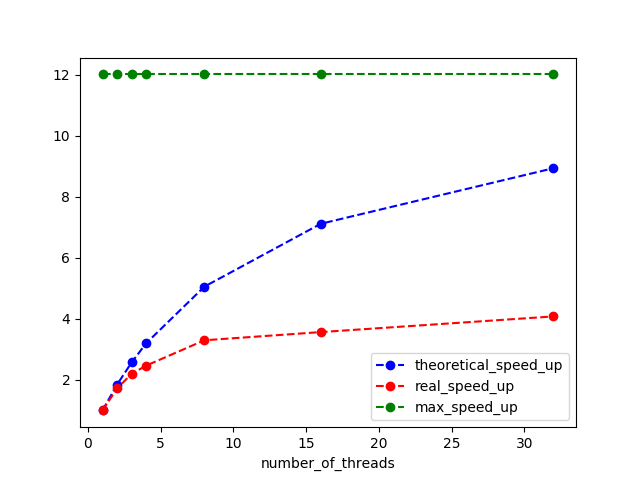 12
10
8
6
4
2
theoretical_speed_up
real_speed_up
max_speed_up
0 5 10 15 20 25 30
number_of_threads